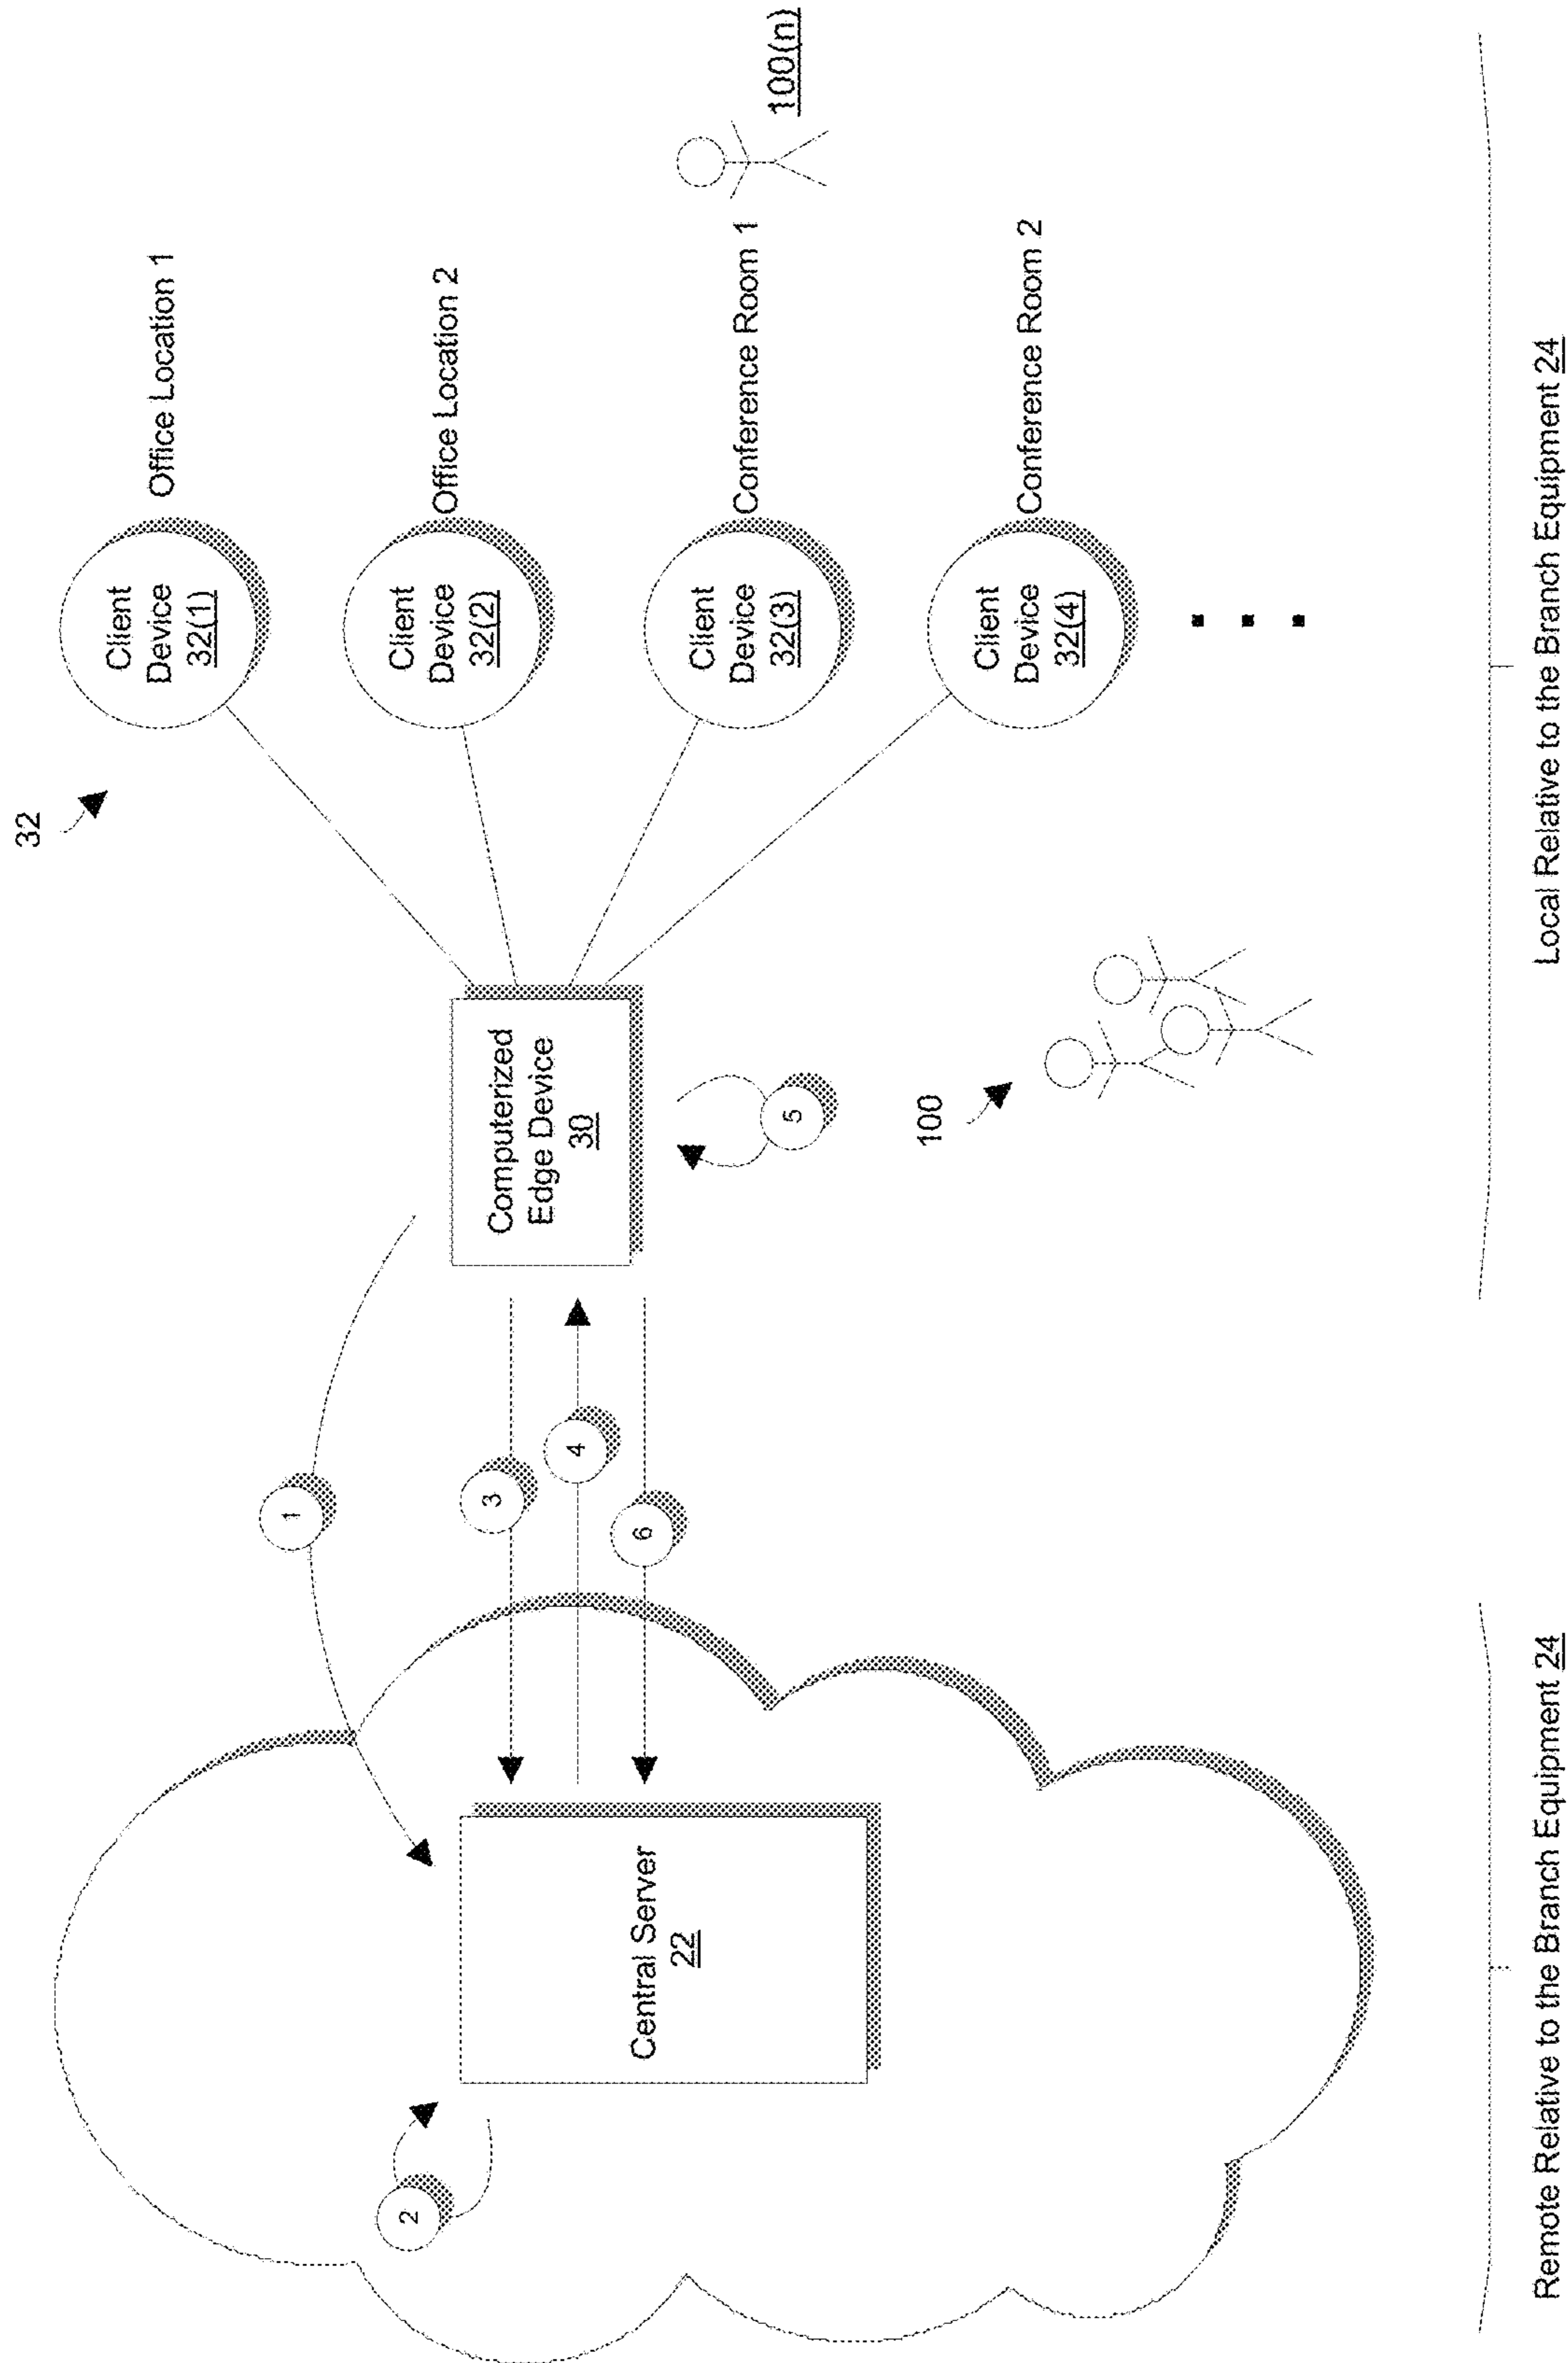 32
Client
Device
32(1)
Office Location 1
Client
Device
32(2)
Office Location 2
Client
Device
32(3)
Conference Room 1
100(n)
Client
Device
32(4)
Conference Room 2
Computerized
Edge Device
30
5
100
1
3
4
6
2
Central Server
22
Remote Relative to the Branch Equipment 24
Local Relative to the Branch Equipment 24